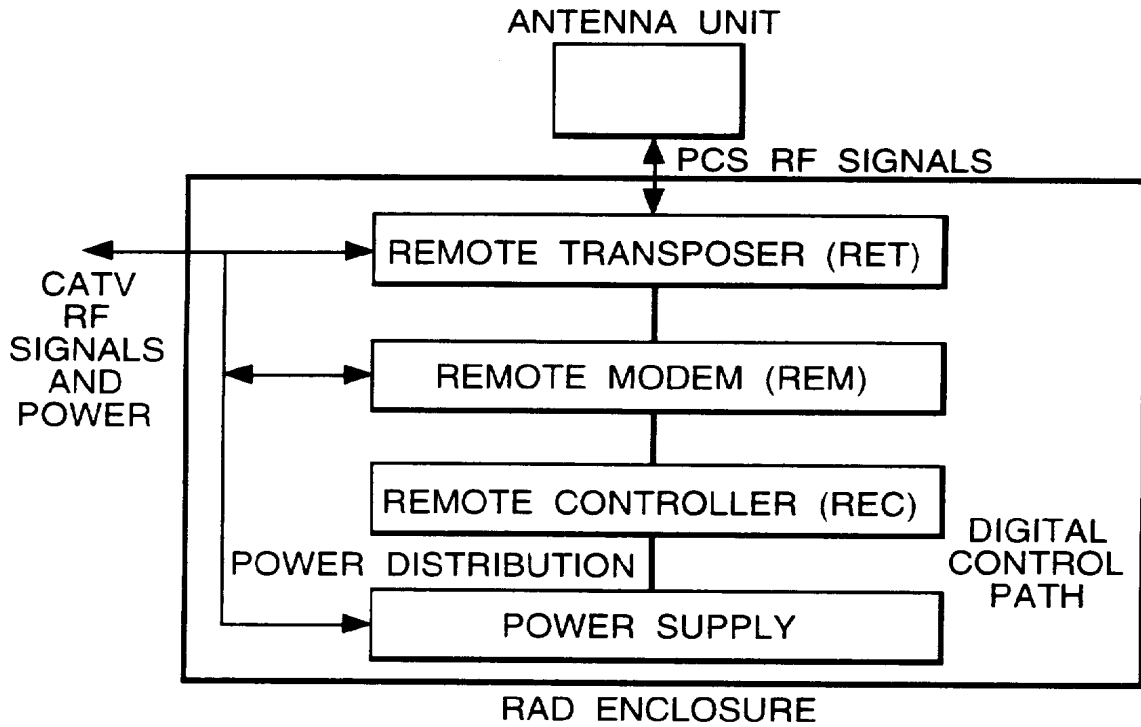 ANTENNA UNIT
PCS RF SIGNALS
REMOTE TRANSPOSER (RET)
CATV
RF
SIGNALS
AND
POWER
REMOTE MODEM (REM)
REMOTE CONTROLLER (REC)
POWER DISTRIBUTION
DIGITAL
CONTROL
PATH
POWER SUPPLY
RAD ENCLOSURE